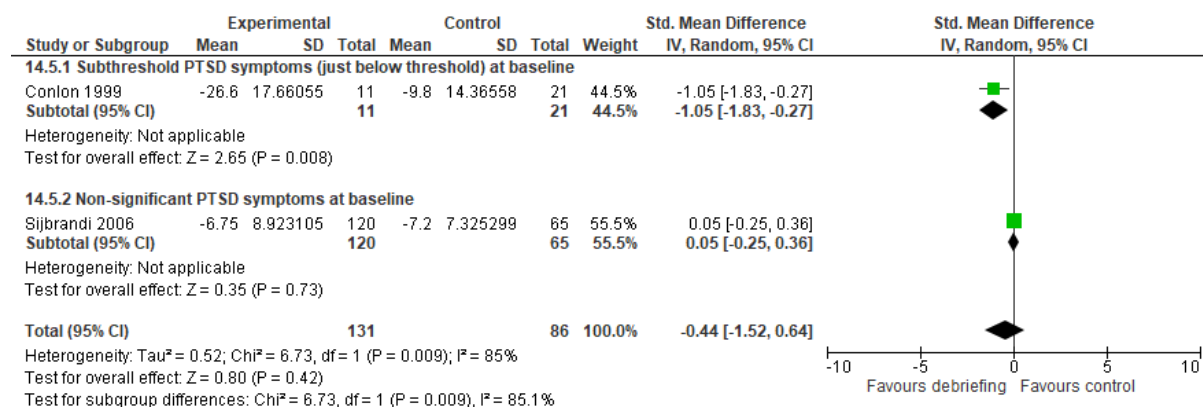 Experimental Control Std. Mean Difference Std. Mean Difference
Study or Subgroup Mean SD Total Mean SD Total Weight IV, Random, 95% CI IV, Random, 95% CI
14.5.1 Subthreshold PTSD symptoms (just below threshold) at baseline
Conlon 1999 -26.6 17.66055 11 -9.8 14.36558 21 44.5% -1.05 [-1.83, -0.27]
Subtotal (95% CI) 11 21 44.5% -1.05 [-1.83, -0.27]
Heterogeneity: Not applicable
Test for overall effect: Z = 2.65 (P = 0.008)
14.5.2 Non-significant PTSD symptoms at baseline
Sijbrandi 2006 -6.75 8.923105 120 -7.2 7.325299 65 55.5% 0.05 [-0.25, 0.36]
Subtotal (95% CI) 120 65 55.5% 0.05 [-0.25, 0.36]
Heterogeneity: Not applicable
Test for overall effect: Z = 0.35 (P = 0.73)
Total (95% CI) 131 86 100.0% -0.44 [-1.52, 0.64]
Heterogeneity: Tau² = 0.52; Chi² = 6.73, df = 1 (P = 0.009); I² = 85%
Test for overall effect: Z = 0.80 (P = 0.42)
Test for subgroup differences: Chi² = 6.73, df = 1 (P = 0.009), I² = 85.1%
-10 -5 0 5 10
Favours debriefing Favours control